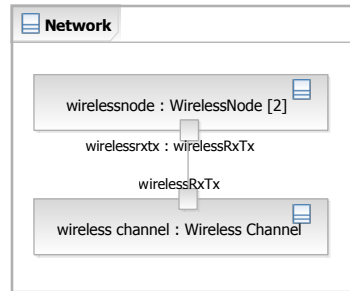 Network
wirelessnode : WirelessNode [2]
wirelessrxtx : wirelessRxTx
wirelessRxTx
wireless channel : Wireless Channel